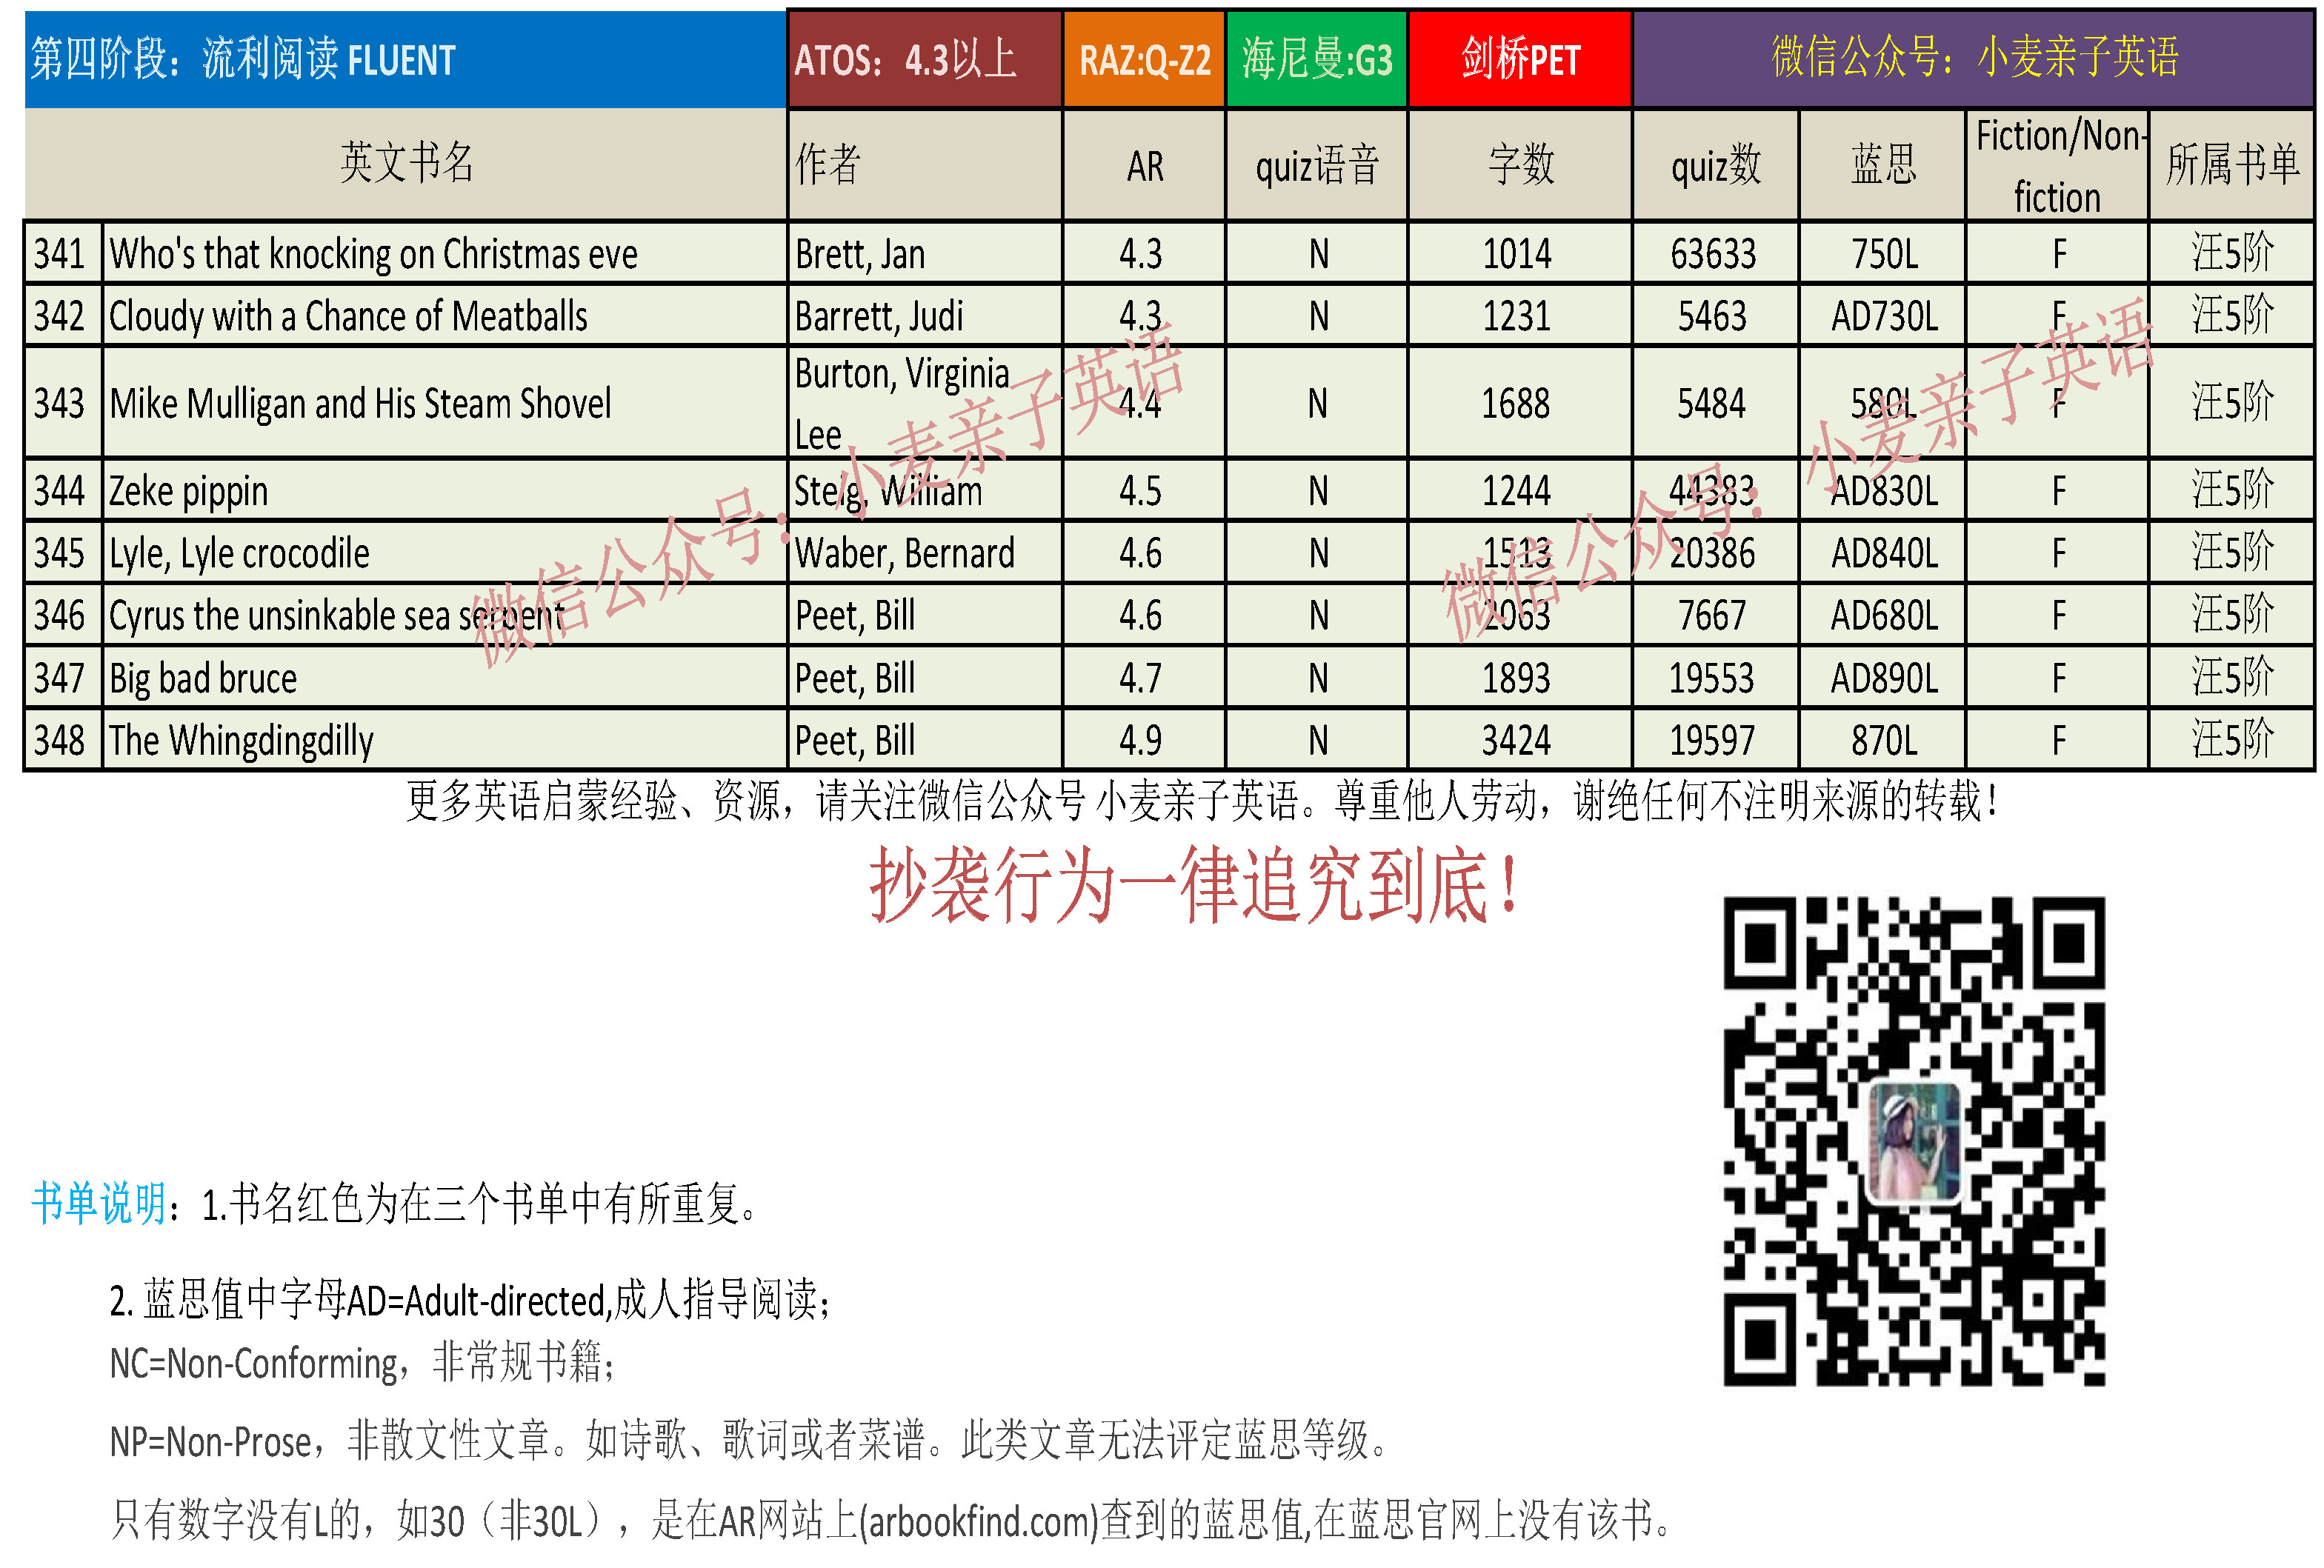 第四阶段：流利阅读 FLUENT ATOS：4.3以上 RAZ:Q-Z2 海尼曼:G3 剑桥PET 微信公众号：小麦亲子英语
英文书名 作者 AR quiz语音 字数 quiz数 蓝思 Fiction/Non-fiction 所属书单
341 Who's that knocking on Christmas eve Brett, Jan 4.3 N 1014 63633 750L F 汪5阶
342 Cloudy with a Chance of Meatballs Barrett, Judi 4.3 N 1231 5463 AD730L F 汪5阶
343 Mike Mulligan and His Steam Shovel Burton, Virginia Lee 4.4 N 1688 5484 580L F 汪5阶
344 Zeke pippin Steig, William 4.5 N 1244 44383 AD830L F 汪5阶
345 Lyle, Lyle crocodile Waber, Bernard 4.6 N 1513 20386 AD840L F 汪5阶
346 Cyrus the unsinkable sea serpent Peet, Bill 4.6 N 2063 7667 AD680L F 汪5阶
347 Big bad bruce Peet, Bill 4.7 N 1893 19553 AD890L F 汪5阶
348 The Whingdingdilly Peet, Bill 4.9 N 3424 19597 870L F 汪5阶
微信公众号：小麦亲子英语
微信公众号：小麦亲子英语
更多英语启蒙经验、资源，请关注微信公众号 小麦亲子英语。尊重他人劳动，谢绝任何不注明来源的转载！
抄袭行为一律追究到底！
书单说明：1.书名红色为在三个书单中有所重复。
2. 蓝思值中字母AD=Adult-directed,成人指导阅读；
NC=Non-Conforming，非常规书籍；
NP=Non-Prose，非散文性文章。如诗歌、歌词或者菜谱。此类文章无法评定蓝思等级。
只有数字没有L的，如30（非30L），是在AR网站上(arbookfind.com)查到的蓝思值,在蓝思官网上没有该书。